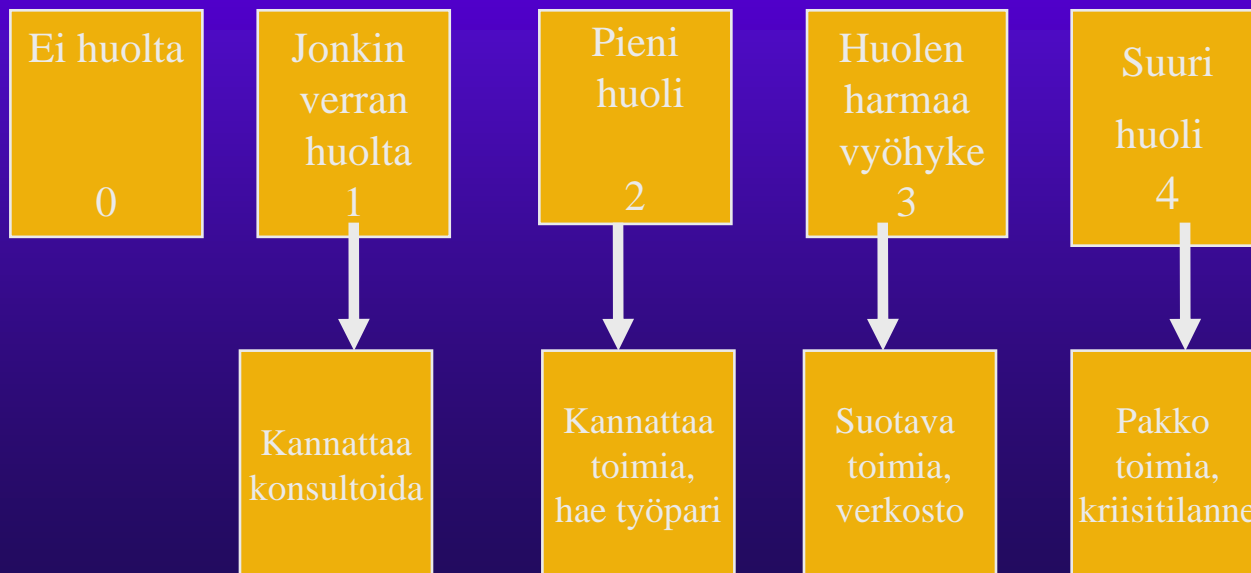 Ei huolta
0
Jonkin
verran
huolta
1
Pieni
huoli
2
Huolen
harmaa
vyöhyke
3
Suuri
huoli
4
Kannattaa
konsultoida
Kannattaa
toimia,
hae työpari
Suotava
toimia,
verkosto
Pakko
toimia,
kriisitilanne